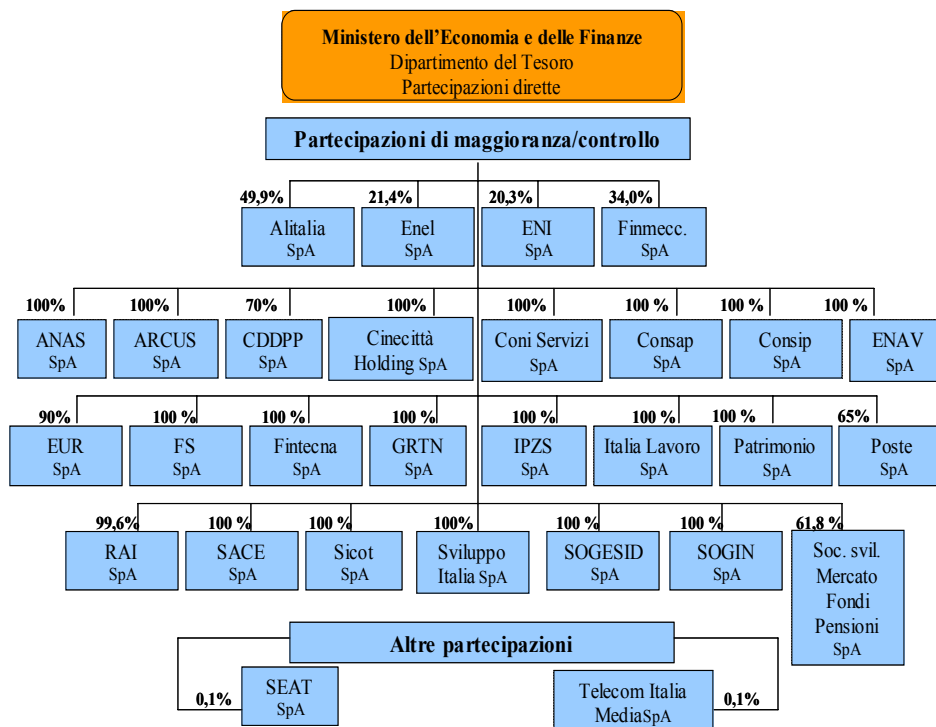 Ministero dell'Economia e delle Finanze
Dipartimento del Tesoro
Partecipazioni dirette
Partecipazioni di maggioranza/controllo
49,9%
Alitalia
SpA
21,4%
Enel
SpA
20,3%
ENI
SpA
34,0%
Finmecc.
SpA
100%
ANAS
SpA
100%
ARCUS
SpA
70%
CDDPP
SpA
100%
Cinecittà
Holding SpA
100%
Coni Servizi
SpA
100 %
Consap
SpA
100 %
Consip
SpA
100 %
ENAV
SpA
90%
EUR
SpA
100 %
FS
SpA
100 %
Fintecna
SpA
100 %
GRTN
SpA
100 %
IPZS
SpA
100 %
Italia Lavoro
SpA
100 %
Patrimonio
SpA
65%
Poste
SpA
99,6%
RAI
SpA
100 %
SACE
SpA
100 %
Sicot
SpA
100%
Sviluppo
Italia SpA
100 %
SOGESID
SpA
100 %
SOGIN
SpA
61,8 %
Soc. svil.
Mercato
Fondi
Pensioni
SpA
Altre partecipazioni
0,1%
SEAT
SpA
Telecom Italia
MediaSpA
0,1%